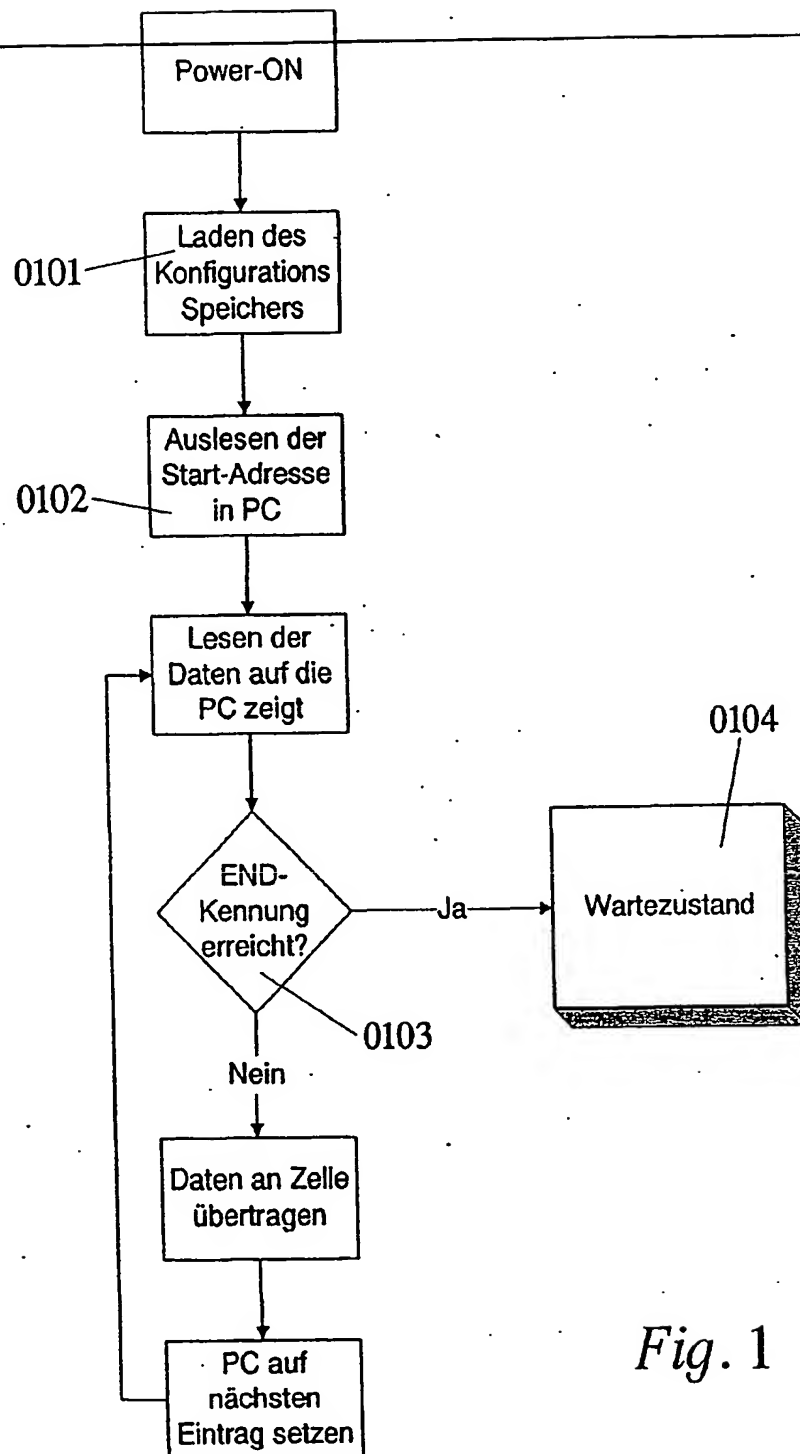 Power-ON
0101
Laden des
Konfigurations
Speichers
0102
Auslesen der
Start-Adresse
in PC
Lesen der
Daten auf die
PC zeigt
0104
END-
Kennung
erreicht?
Ja
Wartezustand
0103
Nein
Daten an Zelle
übertragen
PC auf
nächsten
Eintrag setzen
Fig. 1